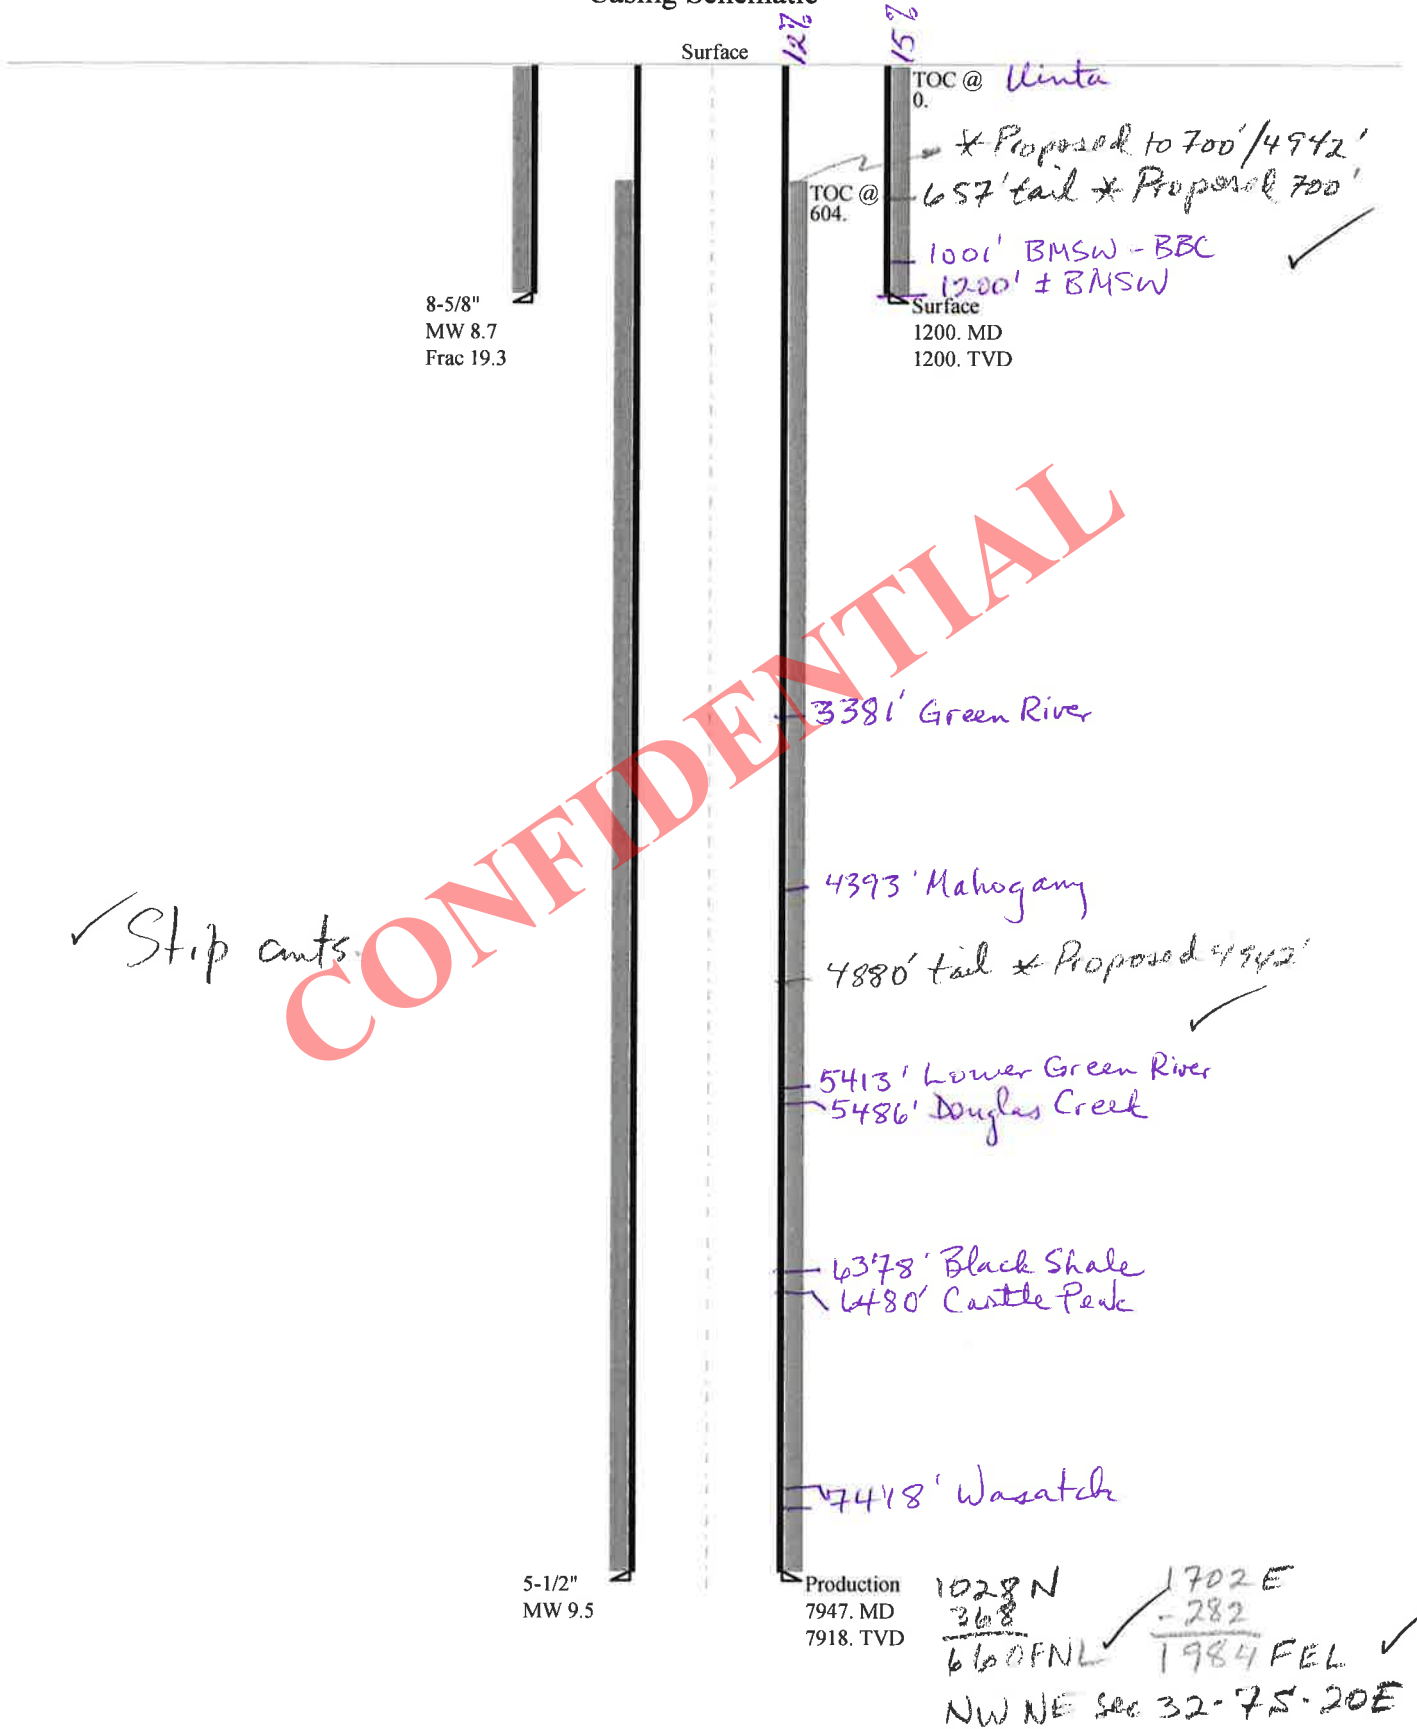 Casing Schematic
Surface
12%
15%
TOC @ Uinta
0.
* Proposed to 700'/4942'
TOC @ 657' tail * Proposed 700'
604.
1001' BMSW - BBC
1200' ± BMSW
8-5/8"
MW 8.7
Frac 19.3
Surface
1200. MD
1200. TVD
CONFIDENTIAL
3381' Green River
4393' Mahogany
✓ Stip cmts.
4880' tail * Proposed 4942'
5413' Lower Green River
5486' Douglas Creek
6378' Black Shale
6480' Castle Peak
7418' Wasatch
5-1/2"
MW 9.5
Production
7947. MD
7918. TVD
1028 N
368
660 FNL ✓
1702 E
-282
1984 FEL ✓
NW NE Sec 32-7S-20E